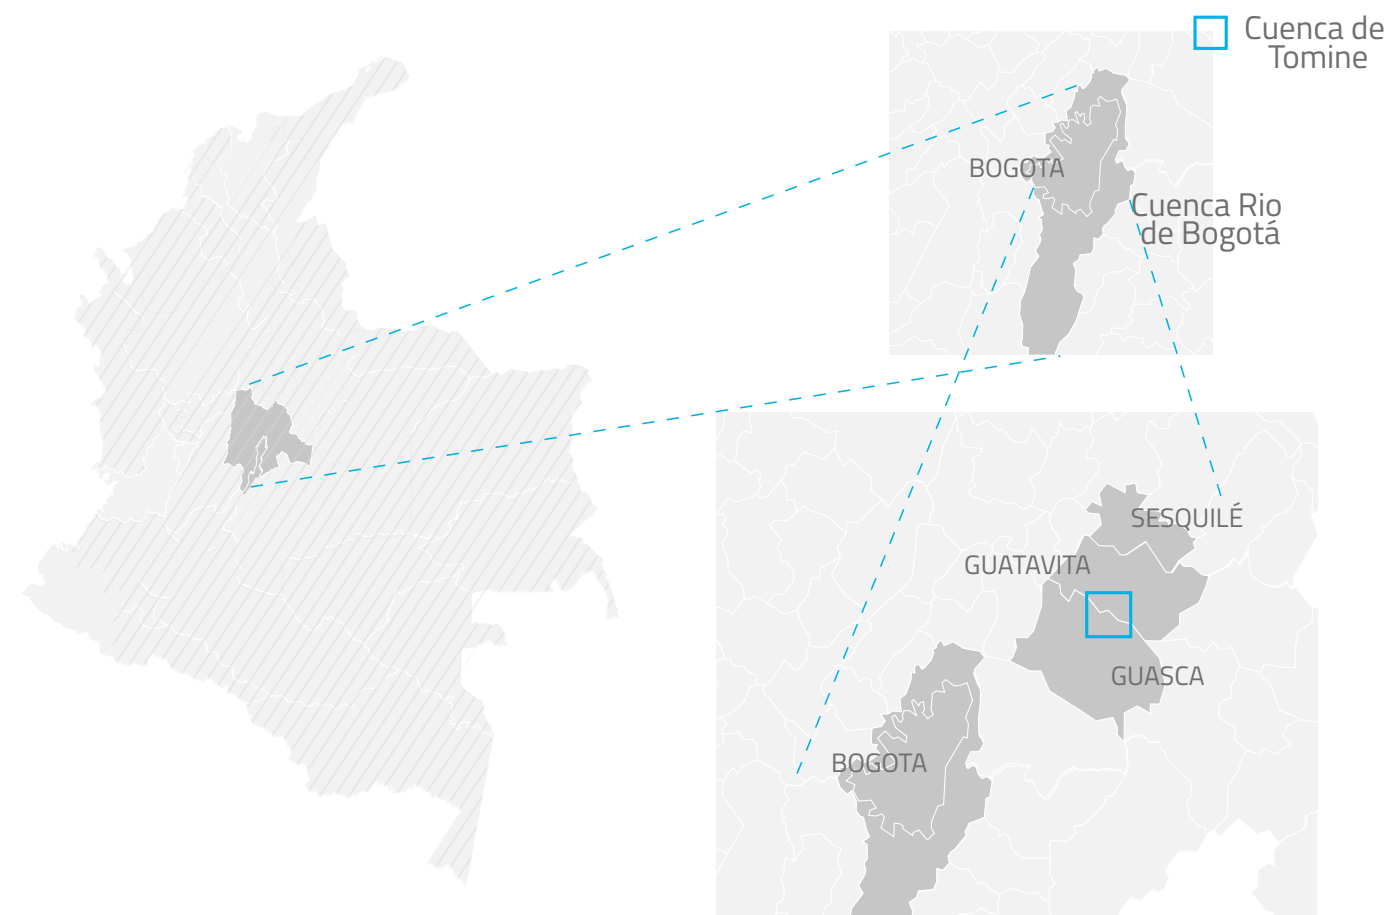 Cuenca de
Tomine
BOGOTA
Cuenca Rio
de Bogotá
SESQUILÉ
GUATAVITA
GUASCA
BOGOTA